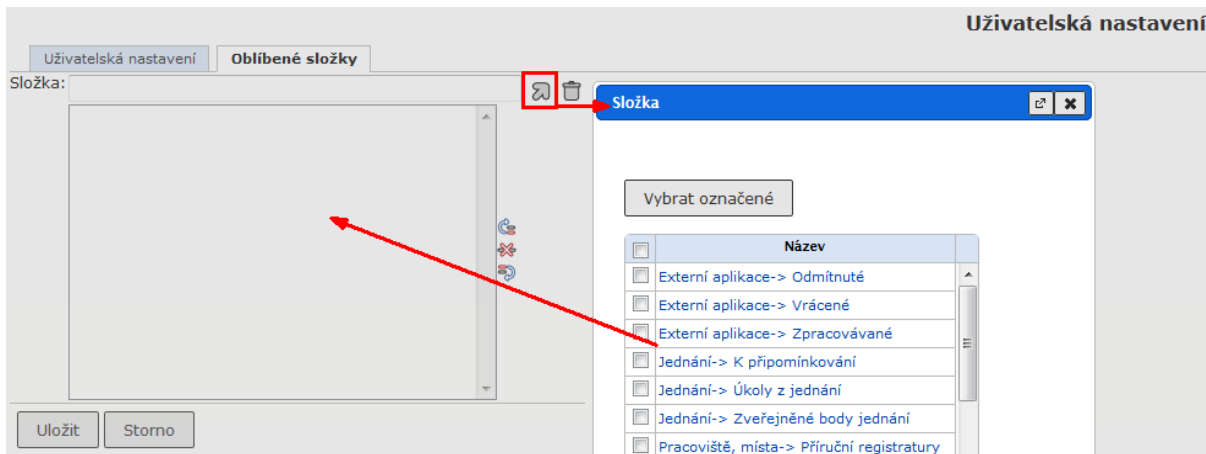 Uživatelská nastavení
Uživatelská nastavení Oblíbené složky
Složka:
Složka
Vybrat označené
Název
Externí aplikace-> Odmítnuté
Externí aplikace-> Vrácené
Externí aplikace-> Zpracovávané
Jednání-> K připomínkování
Jednání-> Úkoly z jednání
Jednání-> Zveřejněné body jednání
Pracoviště, místa-> Příruční registratury
Uložit Storno